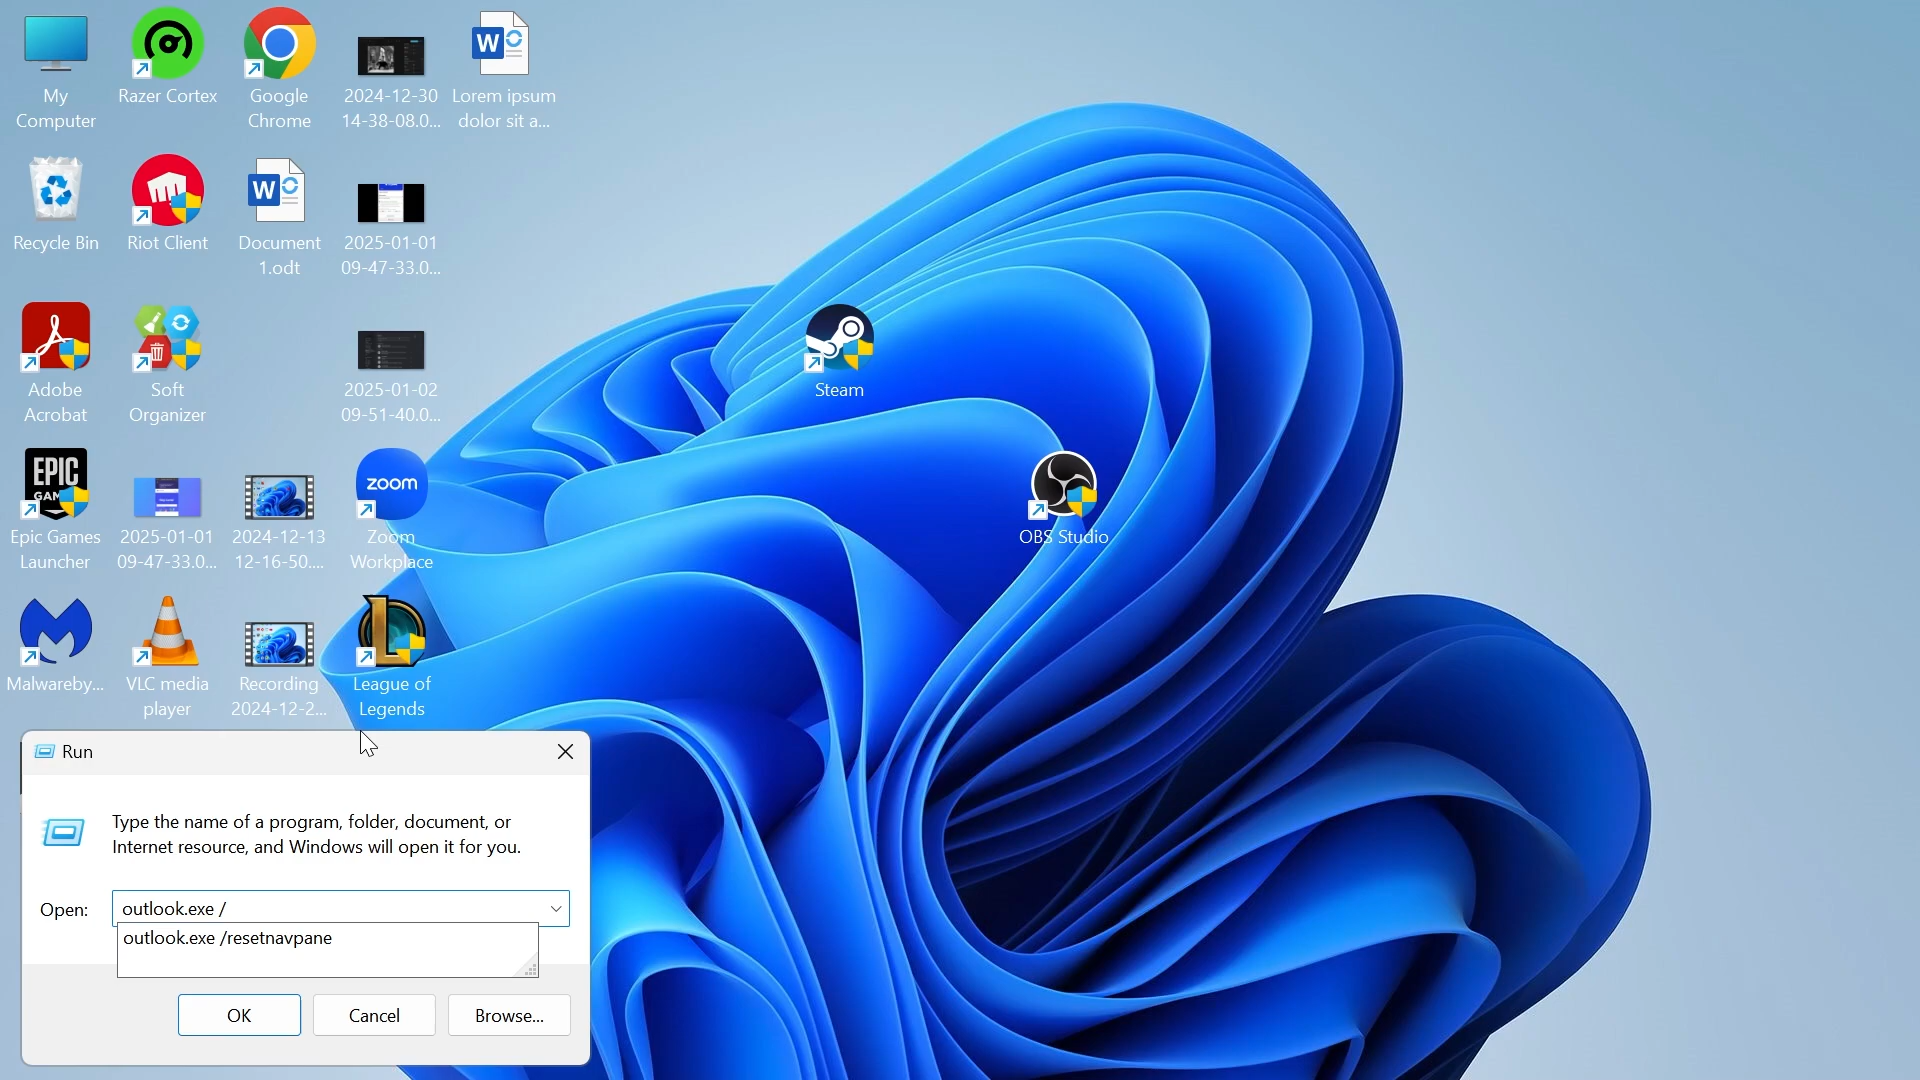 My
Computer
Razer Cortex
Google
Chrome
2024-12-30
14-38-08.0...
W
Lorem ipsum
dolor sit a...
Recycle Bin
Riot Client
W
Document
1.odt
2025-01-01
09-47-33.0...
Adobe
Acrobat
Soft
Organizer
2025-01-02
09-51-40.0...
Steam
EPIC
GAM
Epic Games
Launcher
2025-01-01
09-47-33.0...
2024-12-13
12-16-50....
zoom
Zoom
Workplace
OBS Studio
Malwareby...
VLC media
player
Recording
2024-12-2...
League of
Legends
Run
Type the name of a program, folder, document, or
Internet resource, and Windows will open it for you.
Open:
outlook.exe /
outlook.exe /resetnavpane
OK
Cancel
Browse...